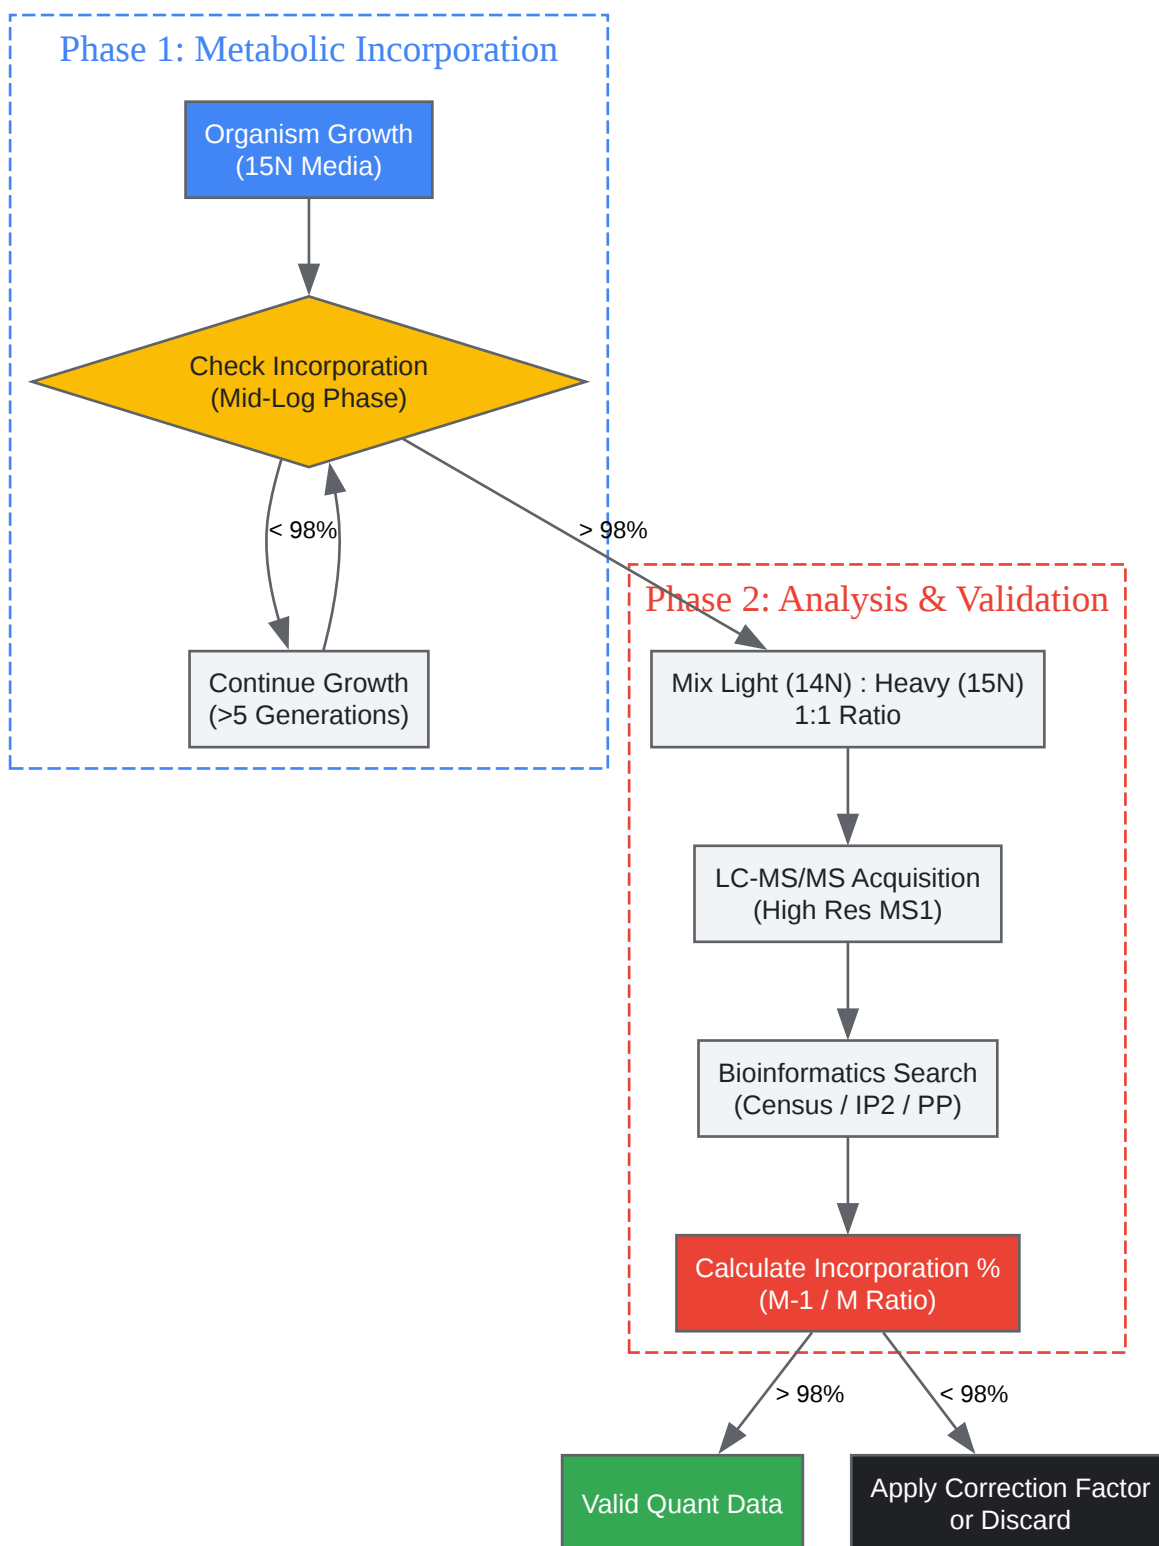 Phase 1: Metabolic Incorporation
Organism Growth
(15N Media)
Check Incorporation
(Mid-Log Phase)
< 98%
> 98%
Continue Growth
(>5 Generations)
Phase 2: Analysis & Validation
Mix Light (14N) : Heavy (15N)
1:1 Ratio
LC-MS/MS Acquisition
(High Res MS1)
Bioinformatics Search
(Census / IP2 / PP)
Calculate Incorporation %
(M-1 / M Ratio)
> 98%
< 98%
Valid Quant Data
Apply Correction Factor
or Discard